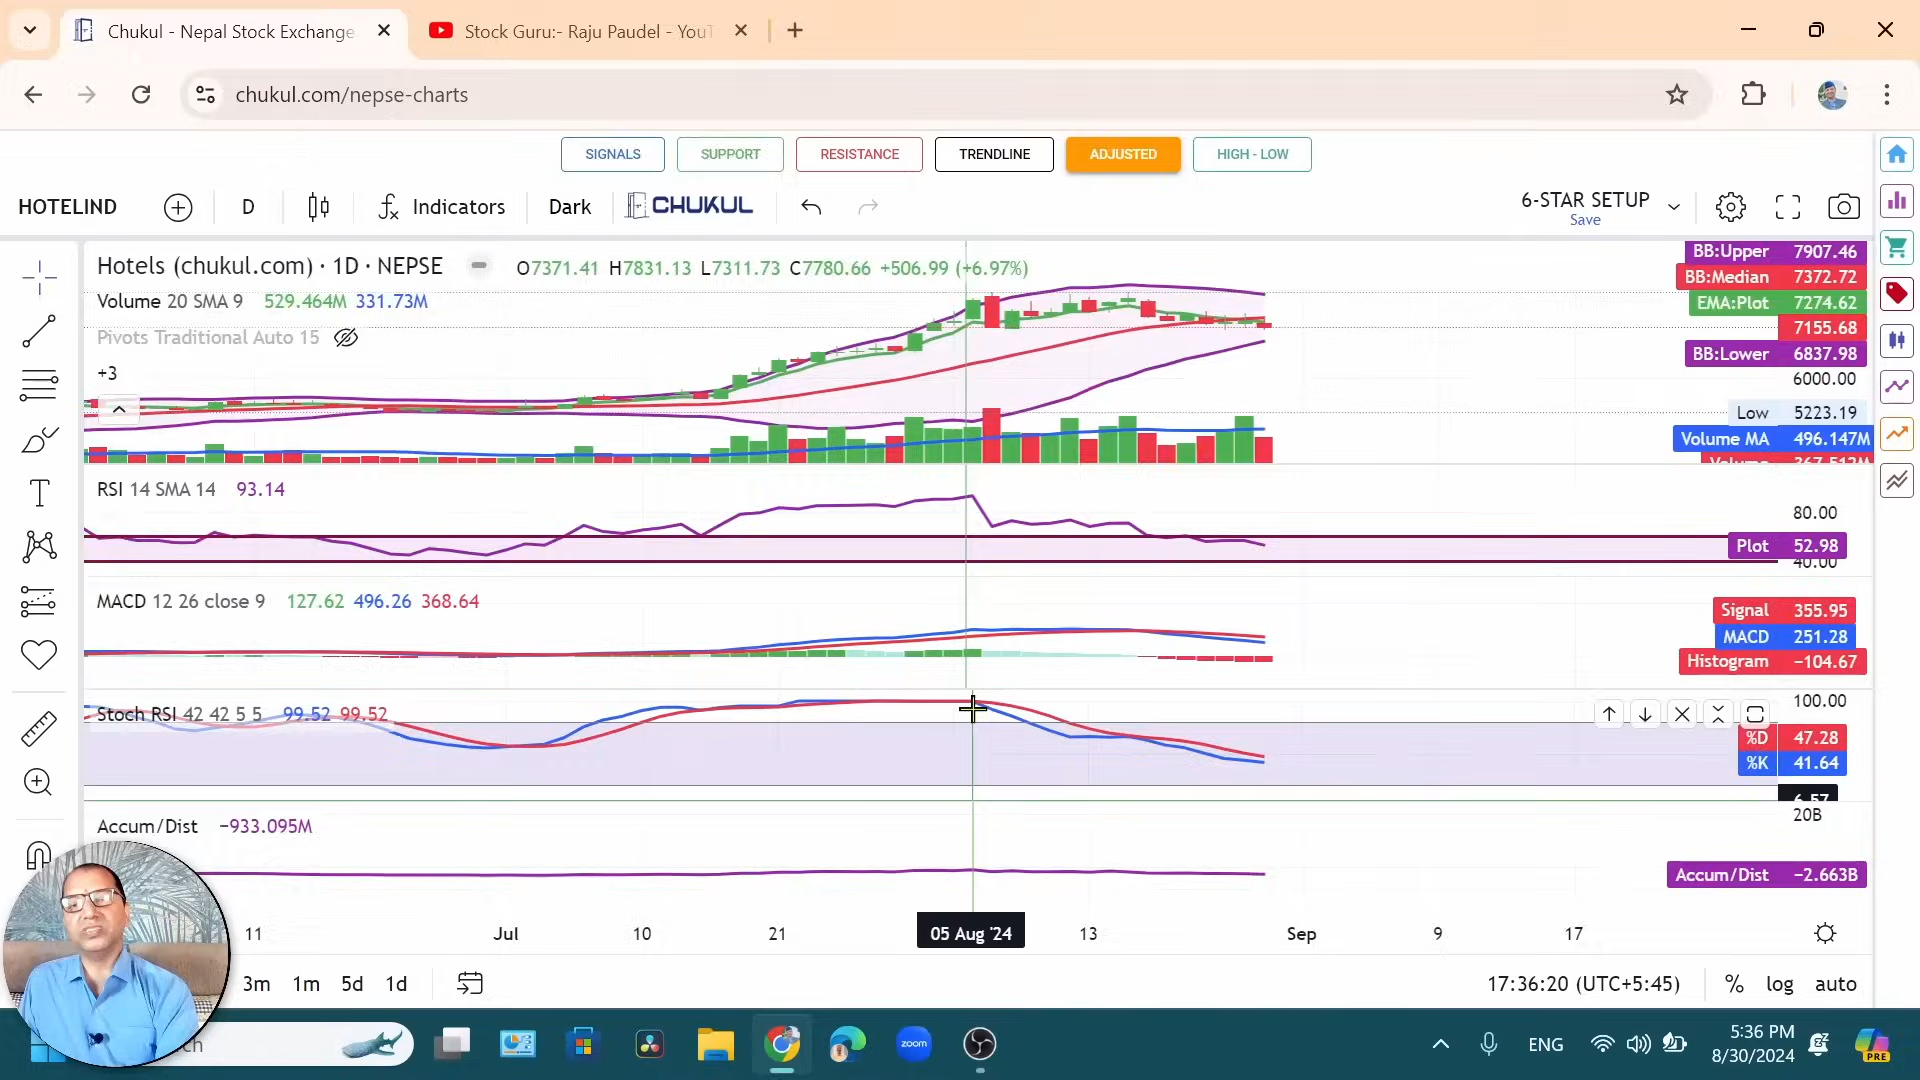 Chukul - Nepal Stock Exchange
Stock Guru:- Raju Paudel - YouT
chukul.com/nepse-charts
SIGNALS
SUPPORT
RESISTANCE
TRENDLINE
ADJUSTED
HIGH - LOW
HOTELIND
D
Indicators
Dark
CHUKUL
6-STAR SETUP
Save
Hotels (chukul.com) · 1D · NEPSE
O7371.41 H7831.13 L7311.73 C7780.66 +506.99 (+6.97%)
Volume 20 SMA 9 529.464M 331.73M
Pivots Traditional Auto 15
+3
BB:Upper 7907.46
BB:Median 7372.72
EMA:Plot 7274.62
7155.68
BB:Lower 6837.98
6000.00
Low 5223.19
Volume MA 496.147M
Volume 367.512M
RSI 14 SMA 14 93.14
80.00
Plot 52.98
40.00
MACD 12 26 close 9 127.62 496.26 368.64
Signal 355.95
MACD 251.28
Histogram −104.67
Stoch RSI 42 42 5 5 99.52 99.52
100.00
%D 47.28
%K 41.64
6.57
Accum/Dist −933.095M
20B
Accum/Dist −2.663B
11 Jul 10 21 05 Aug '24 13 Sep 9 17
3m 1m 5d 1d
17:36:20 (UTC+5:45) % log auto
ch
zoom
ENG
5:36 PM
8/30/2024
PRE